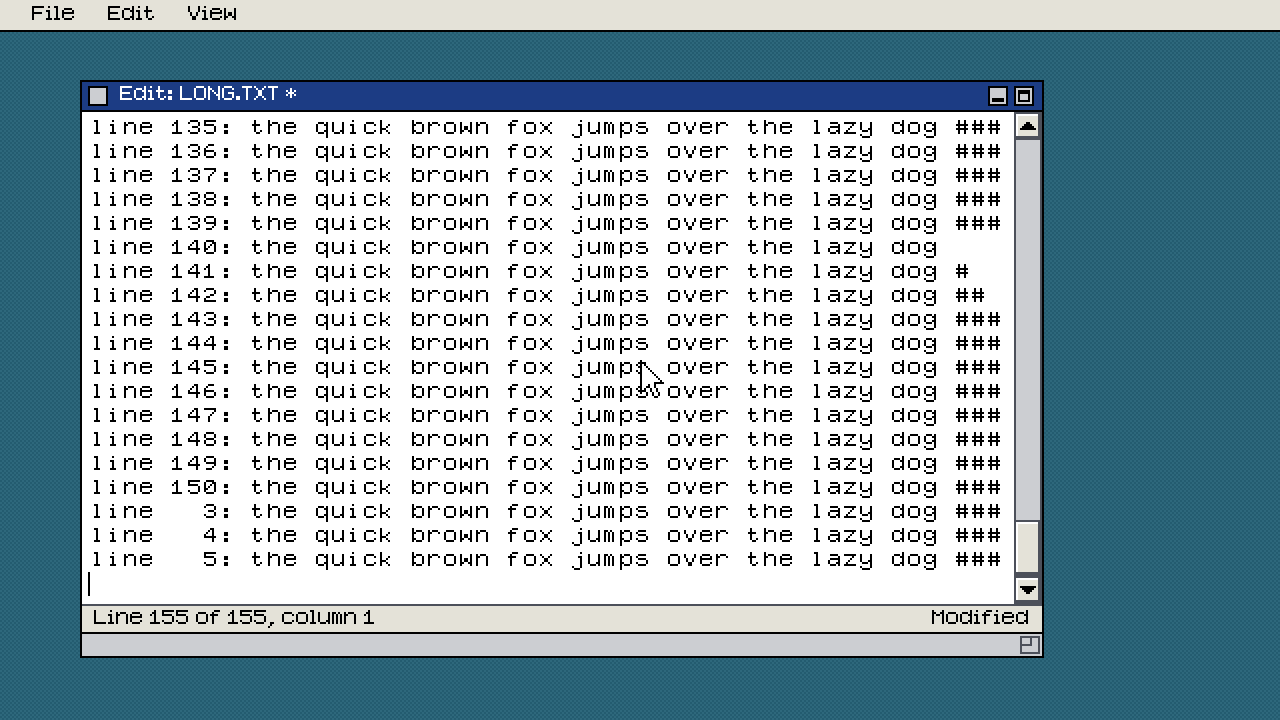 File Edit View
Edit: LONG.TXT *
line 135: the quick brown fox jumps over the lazy dog ###
line 136: the quick brown fox jumps over the lazy dog ###
line 137: the quick brown fox jumps over the lazy dog ###
line 138: the quick brown fox jumps over the lazy dog ###
line 139: the quick brown fox jumps over the lazy dog ###
line 140: the quick brown fox jumps over the lazy dog
line 141: the quick brown fox jumps over the lazy dog #
line 142: the quick brown fox jumps over the lazy dog ##
line 143: the quick brown fox jumps over the lazy dog ###
line 144: the quick brown fox jumps over the lazy dog ###
line 145: the quick brown fox jumps over the lazy dog ###
line 146: the quick brown fox jumps over the lazy dog ###
line 147: the quick brown fox jumps over the lazy dog ###
line 148: the quick brown fox jumps over the lazy dog ###
line 149: the quick brown fox jumps over the lazy dog ###
line 150: the quick brown fox jumps over the lazy dog ###
line   3: the quick brown fox jumps over the lazy dog ###
line   4: the quick brown fox jumps over the lazy dog ###
line   5: the quick brown fox jumps over the lazy dog ###
Line 155 of 155, column 1 Modified